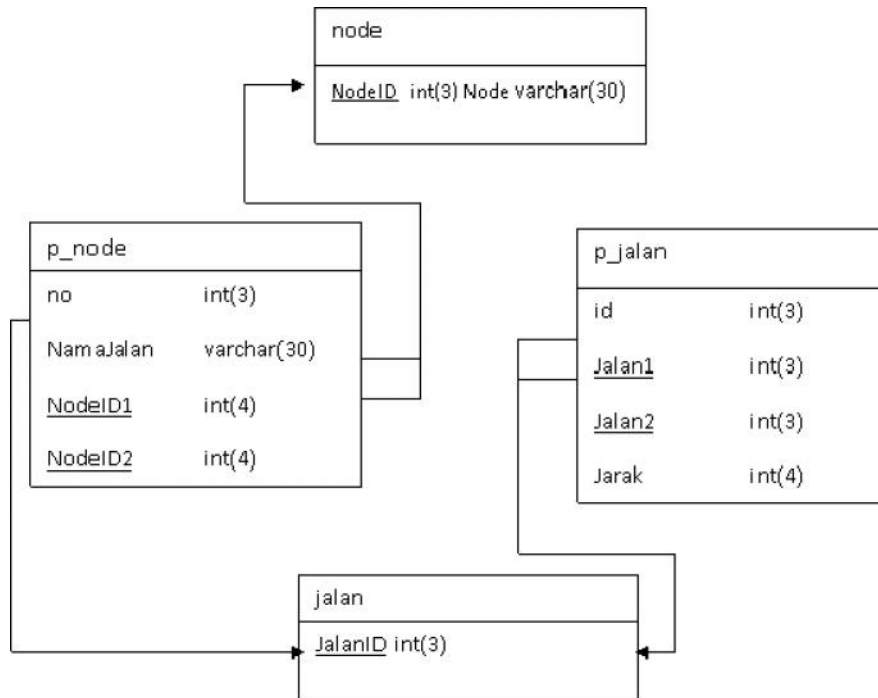 node
NodeID int(3) Node varchar(30)
p_node
no int(3)
NamaJalan varchar(30)
NodeID1 int(4)
NodeID2 int(4)
p_jalan
id int(3)
Jalan1 int(3)
Jalan2 int(3)
Jarak int(4)
jalan
JalanID int(3)